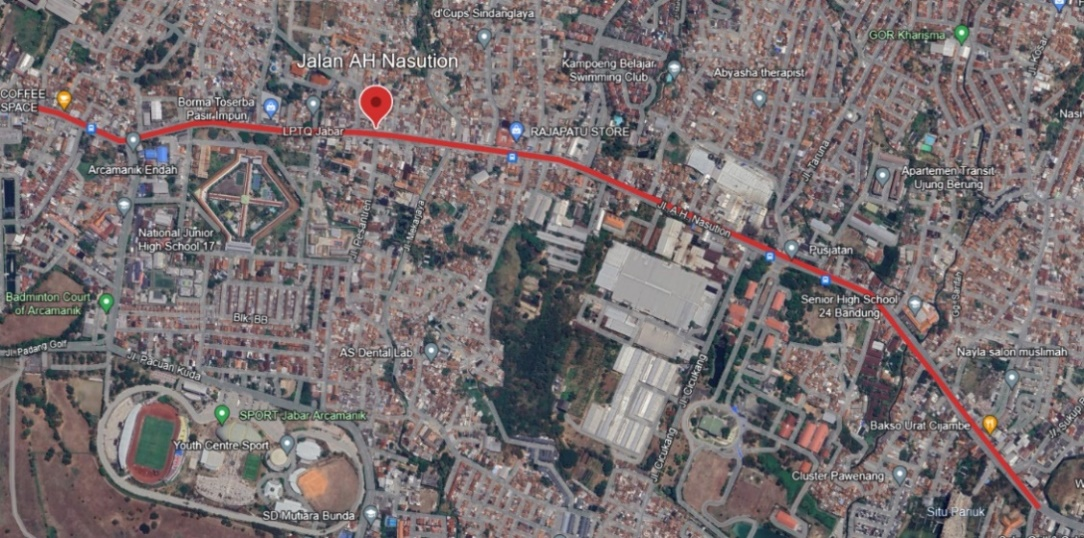 d'Cups Sindanglaya
GOR Kharisma
Jalan AH Nasution
Kampoeng Belajar
Swimming Club
Abyasha therapist
COFFEE
SPACE
Borma Toserba
Pasir Impun
LPTQ Jabar
RAJAPATU STORE
Arcamanik Endah
Jl. Taruna
Apartemen Transit
Ujung Berung
Jl. A.H. Nasution
National Junior
High School 17
Pusjatan
Badminton Court
of Arcamanik
Senior High School
24 Bandung
Blk. BB
Jl. Padang Golf
AS Dental Lab
Jl. Pacuan Kuda
Nayla salon muslimah
Jl. Cicukang
SPORT Jabar Arcamanik
Bakso Urat Cijambe
Youth Centre Sport
Jl. Cicukang
Cluster Pawenang
SD Mutiara Bunda
Situ Panuk